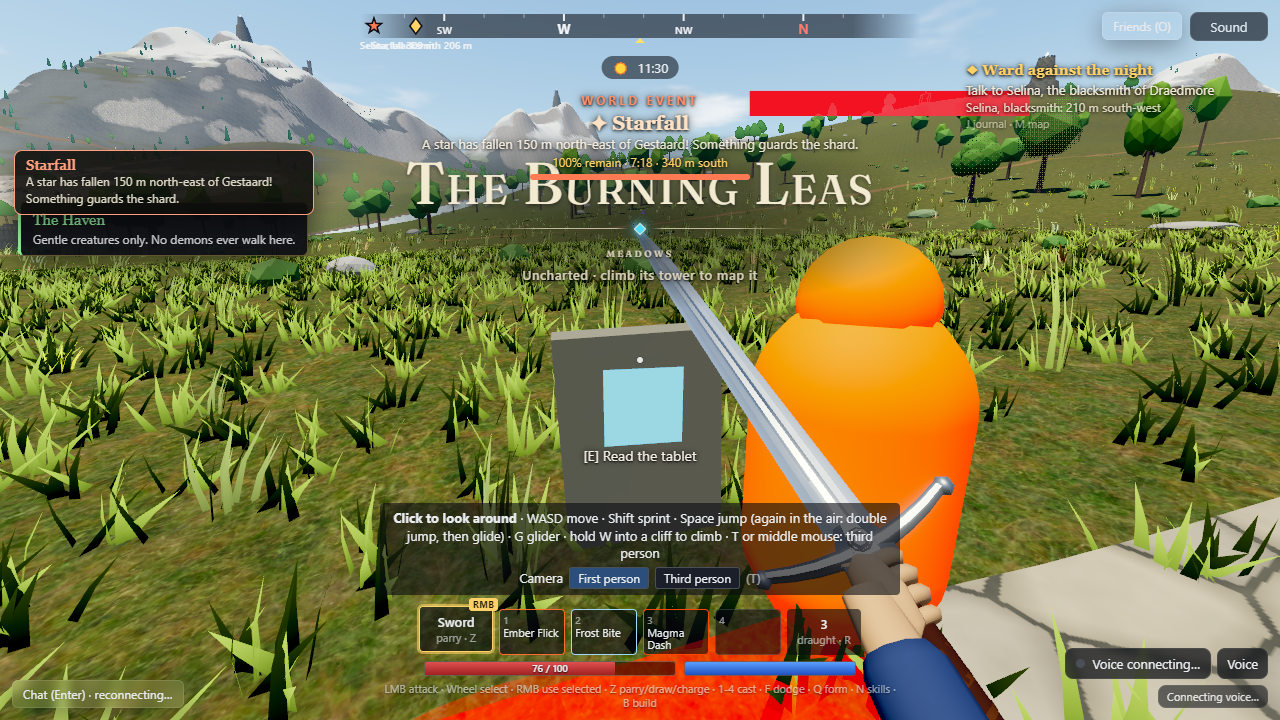 SW
W
NW
N
Friends (O)
Sound
206 m
11:30
WORLD EVENT
✦ Starfall
A star has fallen 150 m north-east of Gestaard! Something guards the shard.
100% remain · 7:18 · 340 m south
THE BURNING LEAS
MEADOWS
Uncharted · climb its tower to map it
◆ Ward against the night
Talk to Selina, the blacksmith of Draedmore
Selina, blacksmith: 210 m south-west
J journal · M map
Starfall
A star has fallen 150 m north-east of Gestaard!
Something guards the shard.
The Haven
Gentle creatures only. No demons ever walk here.
[E] Read the tablet
Click to look around · WASD move · Shift sprint · Space jump (again in the air: double
jump, then glide) · G glider · hold W into a cliff to climb · T or middle mouse: third
person
Camera First person Third person (T)
RMB
Sword
parry · Z
1
Ember Flick
2
Frost Bite
3
Magma
Dash
4
3
draught · R
76 / 100
LMB attack · Wheel select · RMB use selected · Z parry/draw/charge · 1-4 cast · F dodge · Q form · N skills ·
B build
Chat (Enter) · reconnecting...
Voice connecting...
Voice
Connecting voice...